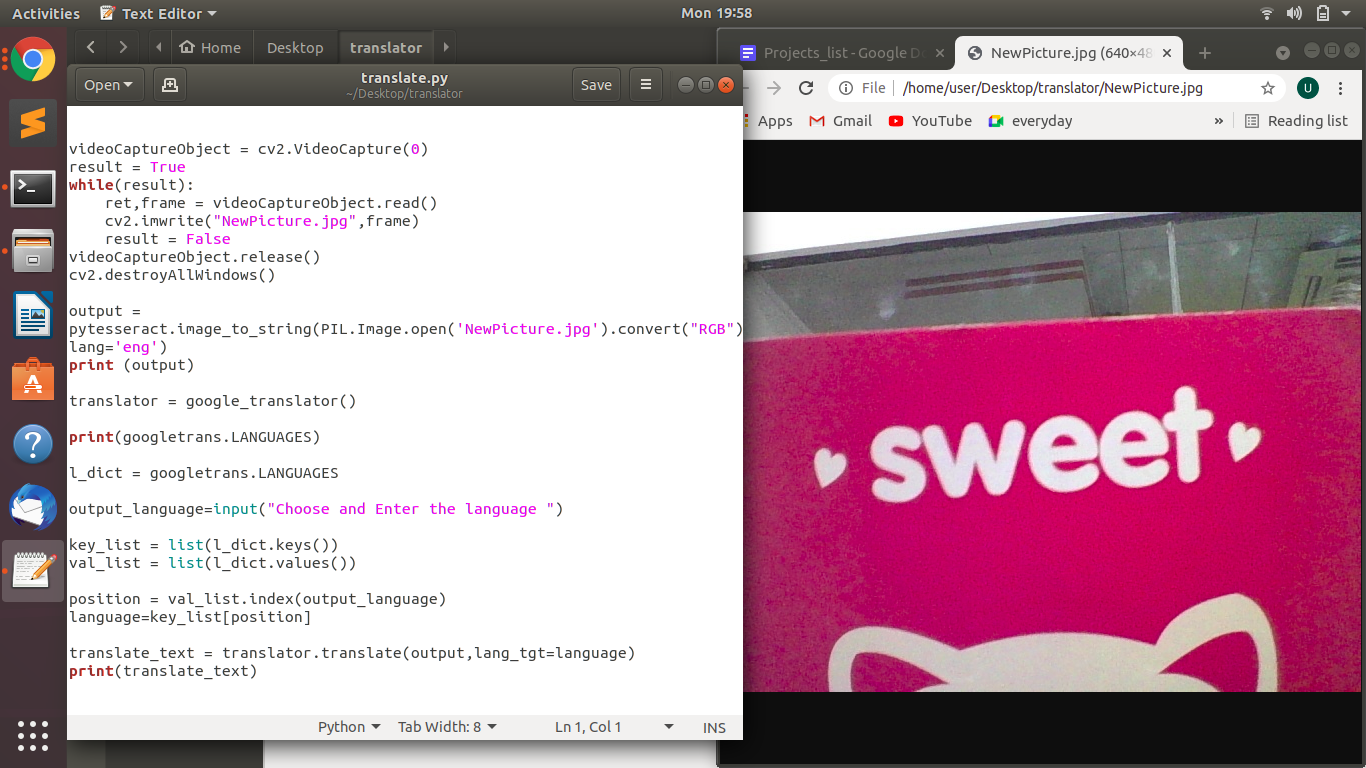 Activities
Text Editor
Mon 19:58
Home
Desktop
translator
Open
translate.py
~/Desktop/translator
Save
videoCaptureObject = cv2.VideoCapture(0)
result = True
while(result):
    ret,frame = videoCaptureObject.read()
    cv2.imwrite("NewPicture.jpg",frame)
    result = False
videoCaptureObject.release()
cv2.destroyAllWindows()
output =
pytesseract.image_to_string(PIL.Image.open('NewPicture.jpg').convert("RGB")
lang='eng')
print (output)
translator = google_translator()
print(googletrans.LANGUAGES)
l_dict = googletrans.LANGUAGES
output_language=input("Choose and Enter the language ")
key_list = list(l_dict.keys())
val_list = list(l_dict.values())
position = val_list.index(output_language)
language=key_list[position]
translate_text = translator.translate(output,lang_tgt=language)
print(translate_text)
Python
Tab Width: 8
Ln 1, Col 1
INS
Projects_list - Google D
NewPicture.jpg (640×48
File
/home/user/Desktop/translator/NewPicture.jpg
U
Apps
Gmail
YouTube
everyday
»
Reading list
sweet